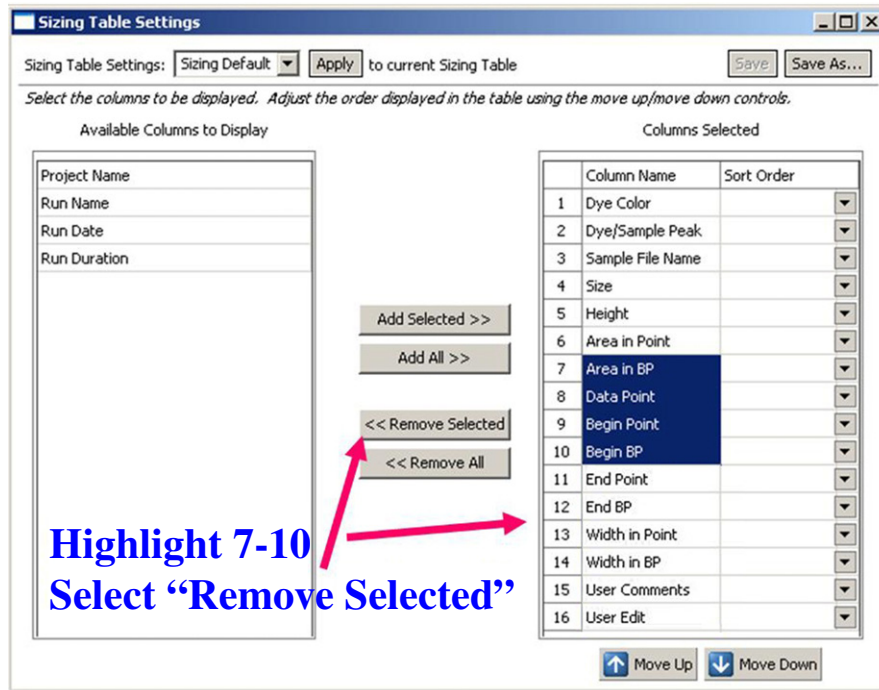 Sizing Table Settings
Sizing Table Settings: Sizing Default Apply to current Sizing Table Save Save As...
Select the columns to be displayed. Adjust the order displayed in the table using the move up/move down controls.
Available Columns to Display
Project Name
Run Name
Run Date
Run Duration
Add Selected >>
Add All >>
<< Remove Selected
<< Remove All
Columns Selected
Column Name Sort Order
1 Dye Color
2 Dye/Sample Peak
3 Sample File Name
4 Size
5 Height
6 Area in Point
7 Area in BP
8 Data Point
9 Begin Point
10 Begin BP
11 End Point
12 End BP
13 Width in Point
14 Width in BP
15 User Comments
16 User Edit
Highlight 7-10
Select “Remove Selected”
Move Up Move Down